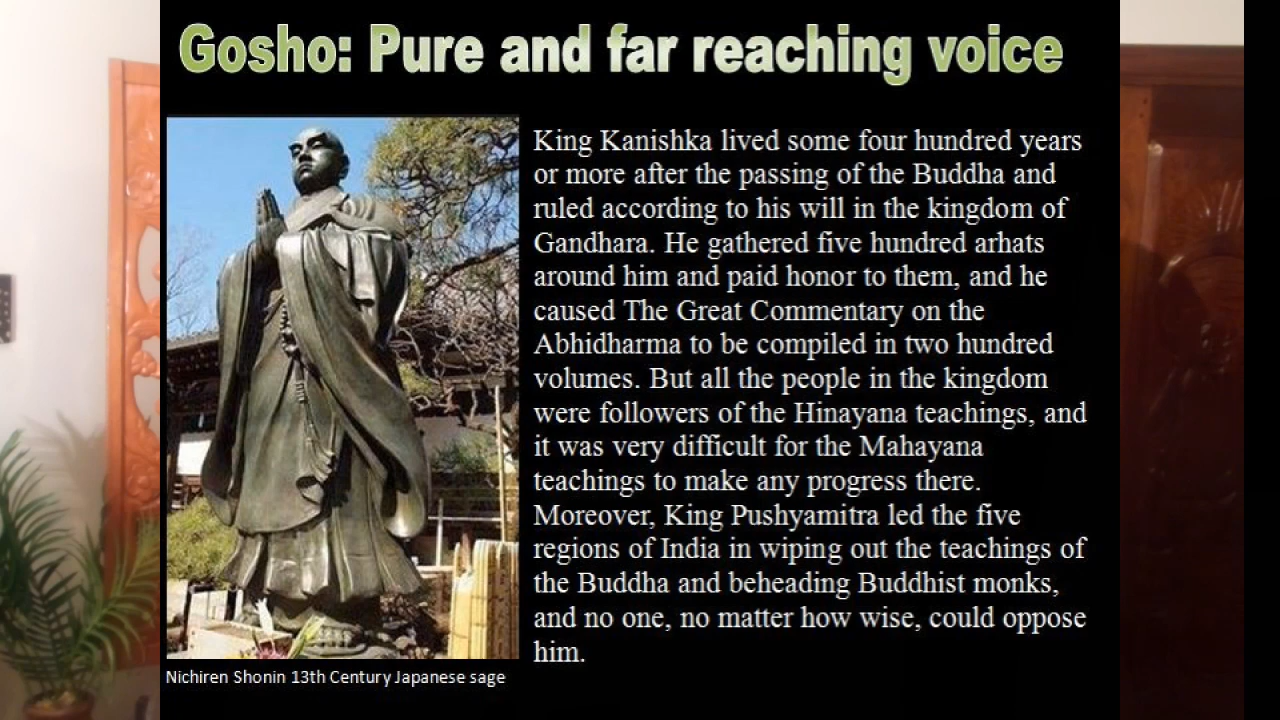 Gosho: Pure and far reaching voice
King Kanishka lived some four hundred years
or more after the passing of the Buddha and
ruled according to his will in the kingdom of
Gandhara. He gathered five hundred arhats
around him and paid honor to them, and he
caused The Great Commentary on the
Abhidharma to be compiled in two hundred
volumes. But all the people in the kingdom
were followers of the Hinayana teachings, and
it was very difficult for the Mahayana
teachings to make any progress there.
Moreover, King Pushyamitra led the five
regions of India in wiping out the teachings of
the Buddha and beheading Buddhist monks,
and no one, no matter how wise, could oppose
him.
Nichiren Shonin 13th Century Japanese sage